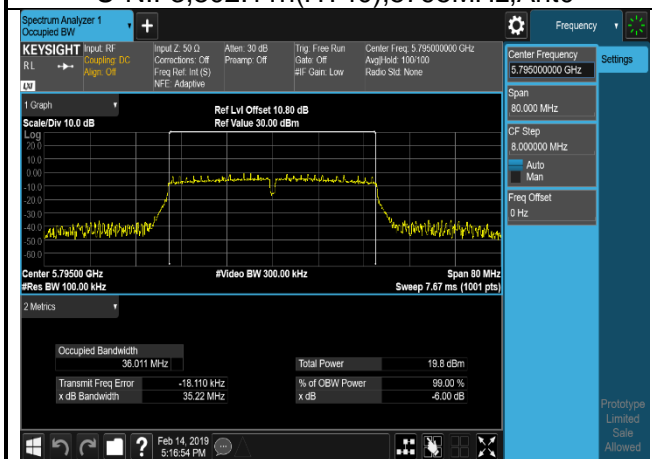 Spectrum Analyzer 1
Occupied BW
+
Frequency
KEYSIGHT
RL
LXI
Input: RF
Coupling: DC
Align: Off
Input Z: 50 Ω
Corrections: Off
Freq Ref: Int (S)
NFE: Adaptive
Atten: 30 dB
Preamp: Off
Trig: Free Run
Gate: Off
#IF Gain: Low
Center Freq: 5.795000000 GHz
Avg|Hold: 100/100
Radio Std: None
Center Frequency
5.795000000 GHz
Settings
Span
80.000 MHz
CF Step
8.000000 MHz
Auto
Man
Freq Offset
0 Hz
1 Graph
Scale/Div 10.0 dB
Ref Lvl Offset 10.80 dB
Ref Value 30.00 dBm
Log
20.0
10.0
0.00
-10.0
-20.0
-30.0
-40.0
-50.0
-60.0
Center 5.79500 GHz
#Video BW 300.00 kHz
Span 80 MHz
#Res BW 100.00 kHz
Sweep 7.67 ms (1001 pts)
2 Metrics
Occupied Bandwidth
36.011 MHz
Total Power 19.8 dBm
Transmit Freq Error -18.110 kHz
% of OBW Power 99.00 %
x dB Bandwidth 35.22 MHz
x dB -6.00 dB
Prototype
Limited
Sale
Allowed
?
Feb 14, 2019
5:16:54 PM